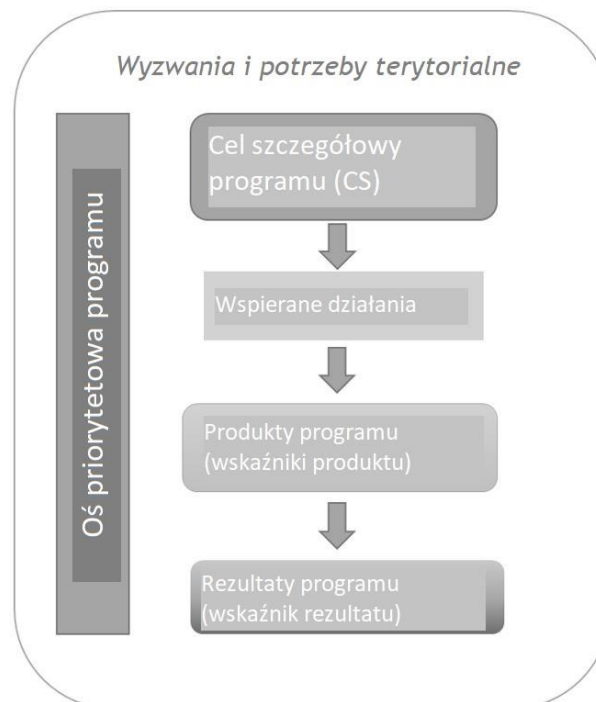 Wyzwania i potrzeby terytorialne
Oś priorytetowa programu
Cel szczegółowy
programu (CS)
Wspierane działania
Produkty programu
(wskaźniki produktu)
Rezultaty programu
(wskaźnik rezultatu)